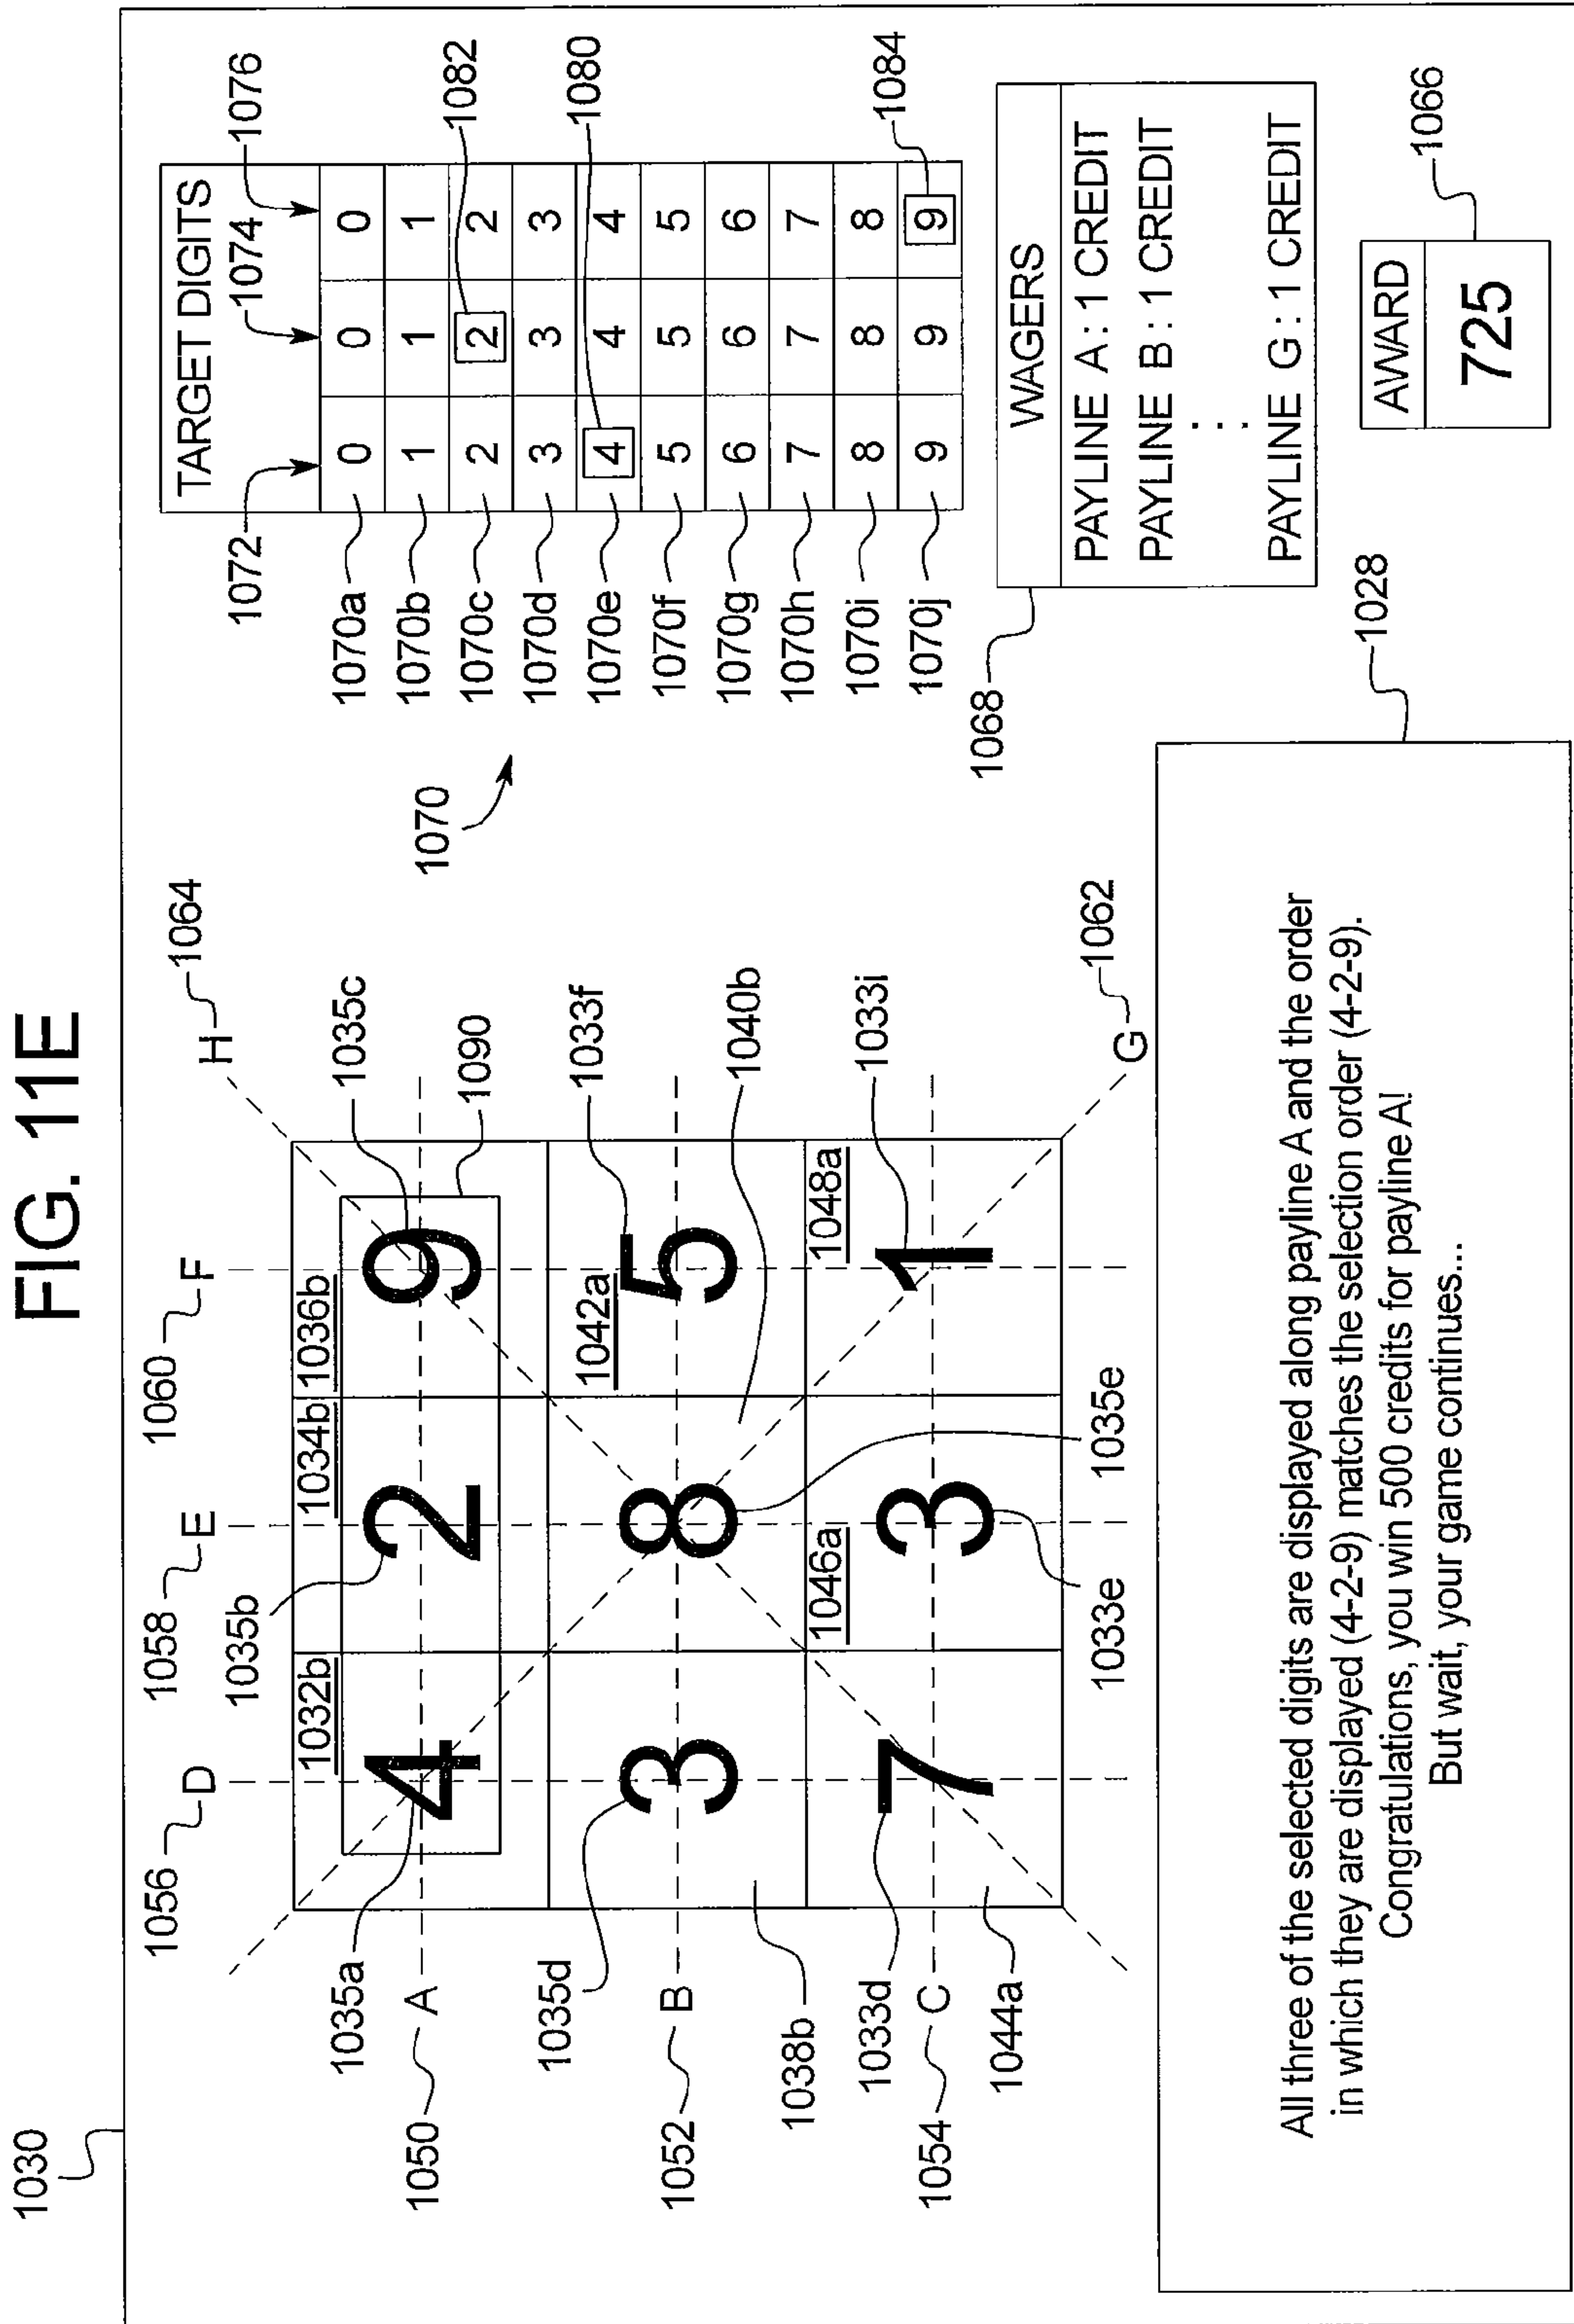 FIG. 11E
1030
1056 D
1058 E
1060 F
H 1064
1035b
1035a
1050 A
1032b
1034b
1036b
4 2 9
1035c
1090
1035d
1052 B
1038b
1042a
3 8 5
1033f
1040b
1033d
1054 C
1044a
1046a
1048a
7 3 1
1033i
1033e
1035e
G 1062
1070
TARGET DIGITS
1072 1074 1076
1070a 0 0 0
1070b 1 1 1
1070c 2 2 2 1082
1070d 3 3 3
1070e 4 4 4 1080
1070f 5 5 5
1070g 6 6 6
1070h 7 7 7
1070i 8 8 8
1070j 9 9 9 1084
1068
WAGERS
PAYLINE A : 1 CREDIT
PAYLINE B : 1 CREDIT
⋮
PAYLINE G : 1 CREDIT
AWARD
725
1066
1028
All three of the selected digits are displayed along payline A and the order
in which they are displayed (4-2-9) matches the selection order (4-2-9).
Congratulations, you win 500 credits for payline A!
But wait, your game continues...